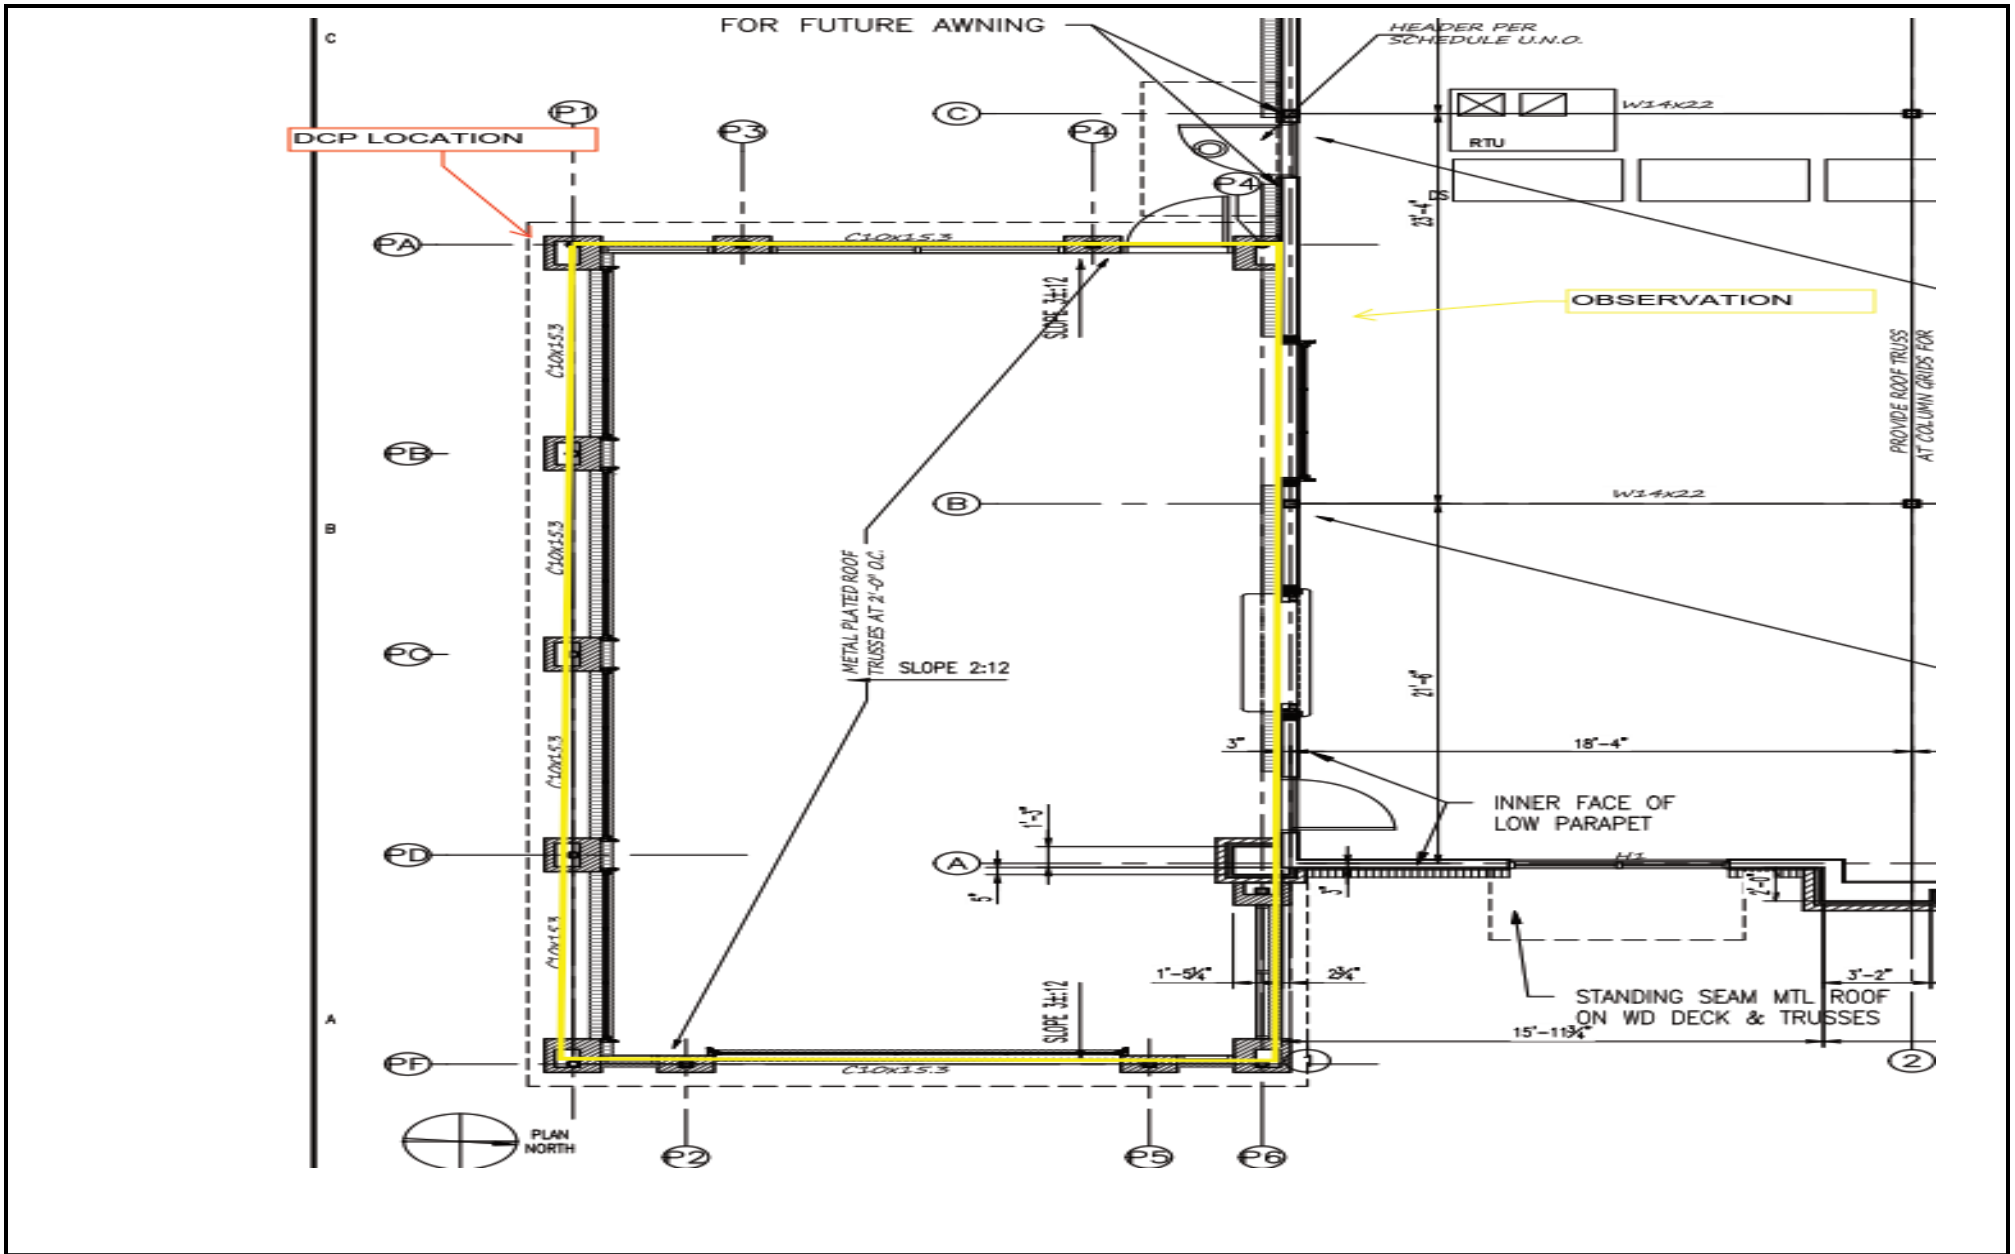 FOR FUTURE AWNING
HEADER PER
SCHEDULE U.N.O.
C
P1
C
W14x22
DCP LOCATION
P3
P4
RTU
P4
DS
23'-4"
PA
C10x15.3
SLOPE 3±:12
OBSERVATION
C10x15.3
PROVIDE ROOF TRUSS
AT COLUMN GRIDS FOR
PB
B
W14x22
B
C10x15.3
METAL PLATED ROOF
TRUSSES AT 2'-0" O.C.
PC
SLOPE 2:12
21'-6"
C10x15.3
3"
18'-4"
INNER FACE OF
LOW PARAPET
1'-3"
PD
A
H1
5"
3"
2'-0"
C10x15.3
1'-5¼"
2¾"
3'-2"
SLOPE 3±:12
STANDING SEAM MTL ROOF
ON WD DECK & TRUSSES
A
15'-11¾"
PF
C10x15.3
1
2
PLAN
NORTH
P2
P5
P6